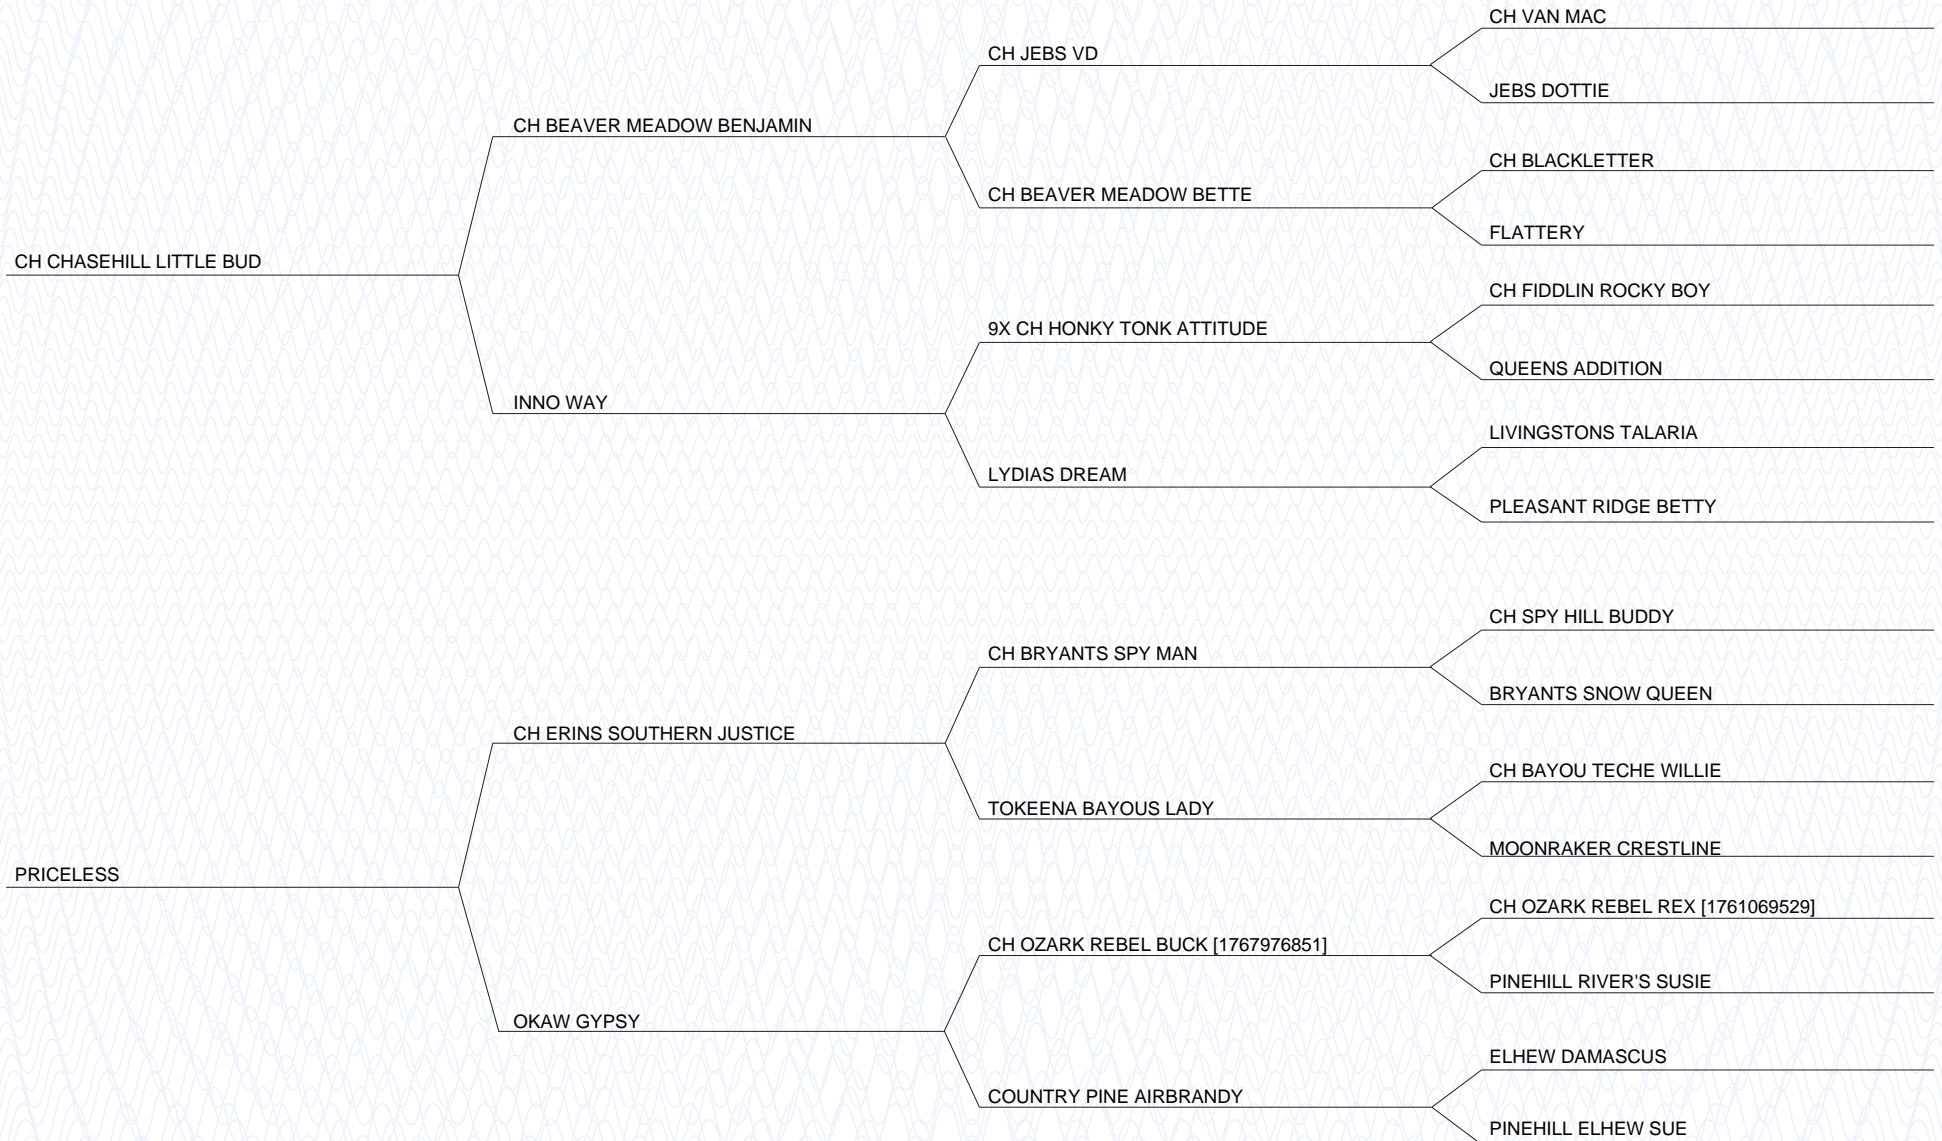 CH VAN MAC
CH JEBS VD
JEBS DOTTIE
CH BEAVER MEADOW BENJAMIN
CH BLACKLETTER
CH BEAVER MEADOW BETTE
FLATTERY
CH CHASEHILL LITTLE BUD
CH FIDDLIN ROCKY BOY
9X CH HONKY TONK ATTITUDE
QUEENS ADDITION
INNO WAY
LIVINGSTONS TALARIA
LYDIAS DREAM
PLEASANT RIDGE BETTY
CH SPY HILL BUDDY
CH BRYANTS SPY MAN
BRYANTS SNOW QUEEN
CH ERINS SOUTHERN JUSTICE
CH BAYOU TECHE WILLIE
TOKEENA BAYOUS LADY
MOONRAKER CRESTLINE
PRICELESS
CH OZARK REBEL REX [1761069529]
CH OZARK REBEL BUCK [1767976851]
PINEHILL RIVER'S SUSIE
OKAW GYPSY
ELHEW DAMASCUS
COUNTRY PINE AIRBRANDY
PINEHILL ELHEW SUE